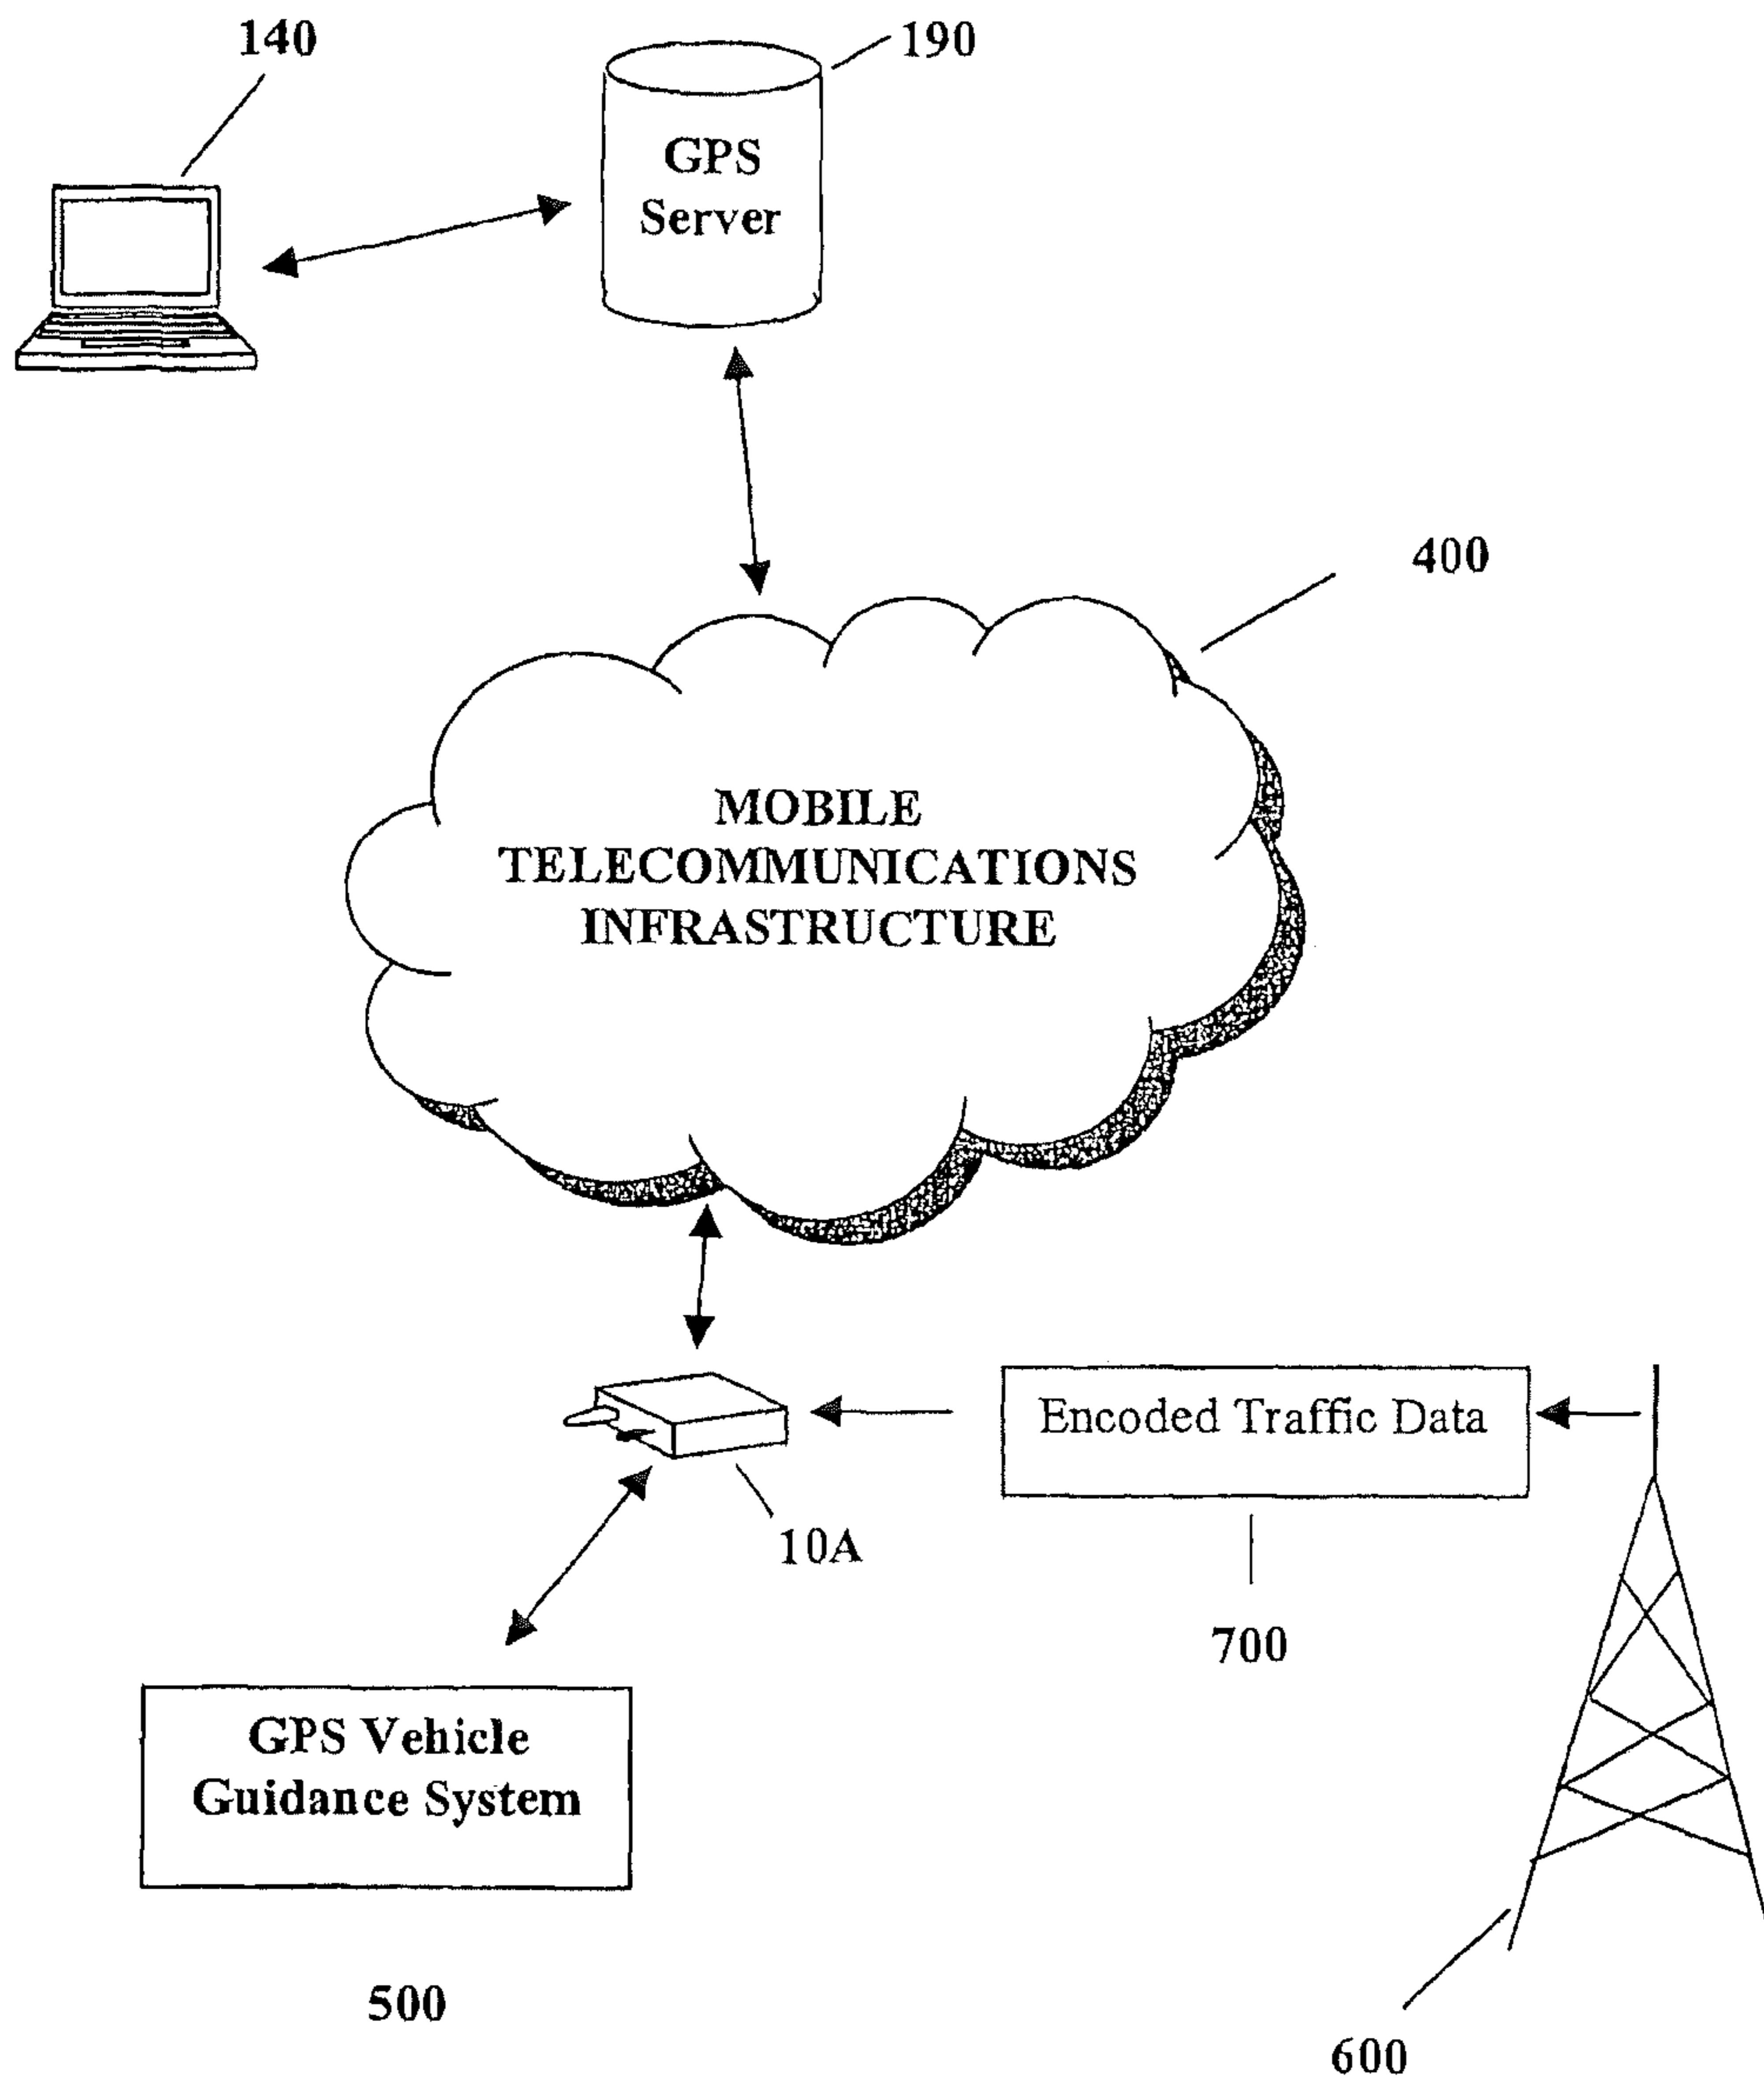 140
190
GPS
Server
400
MOBILE
TELECOMMUNICATIONS
INFRASTRUCTURE
Encoded Traffic Data
10A
700
GPS Vehicle
Guidance System
500
600